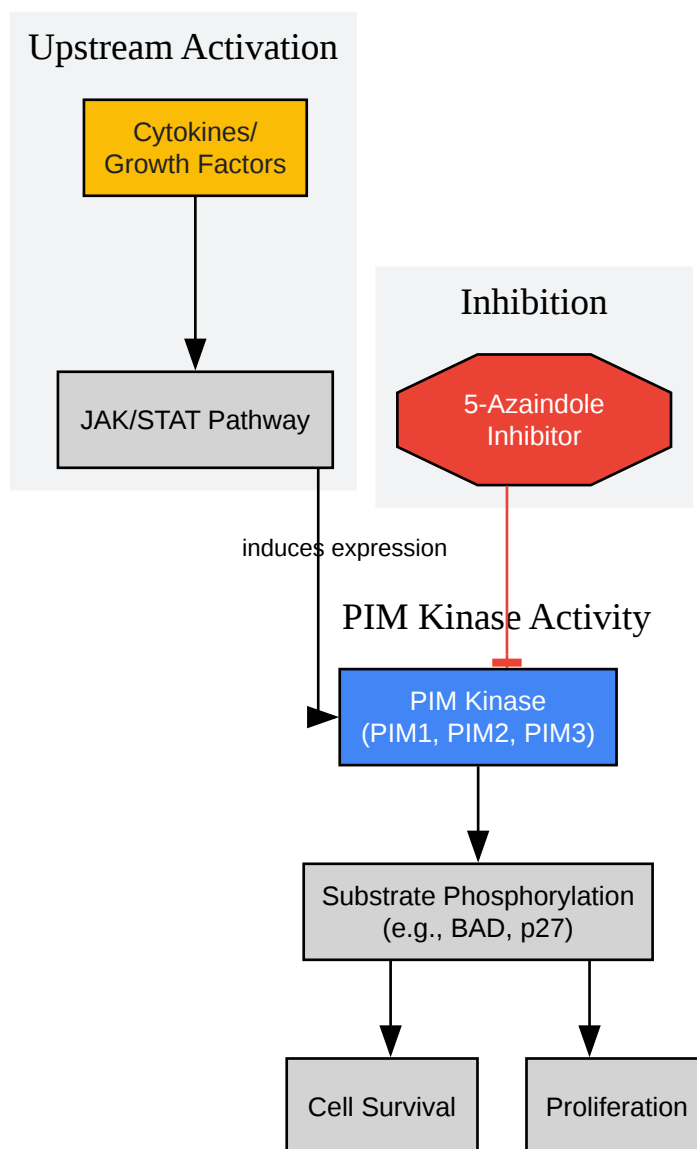 Upstream Activation
Cytokines/
Growth Factors
JAK/STAT Pathway
Inhibition
5-Azaindole
Inhibitor
induces expression
PIM Kinase Activity
PIM Kinase
(PIM1, PIM2, PIM3)
Substrate Phosphorylation
(e.g., BAD, p27)
Cell Survival
Proliferation